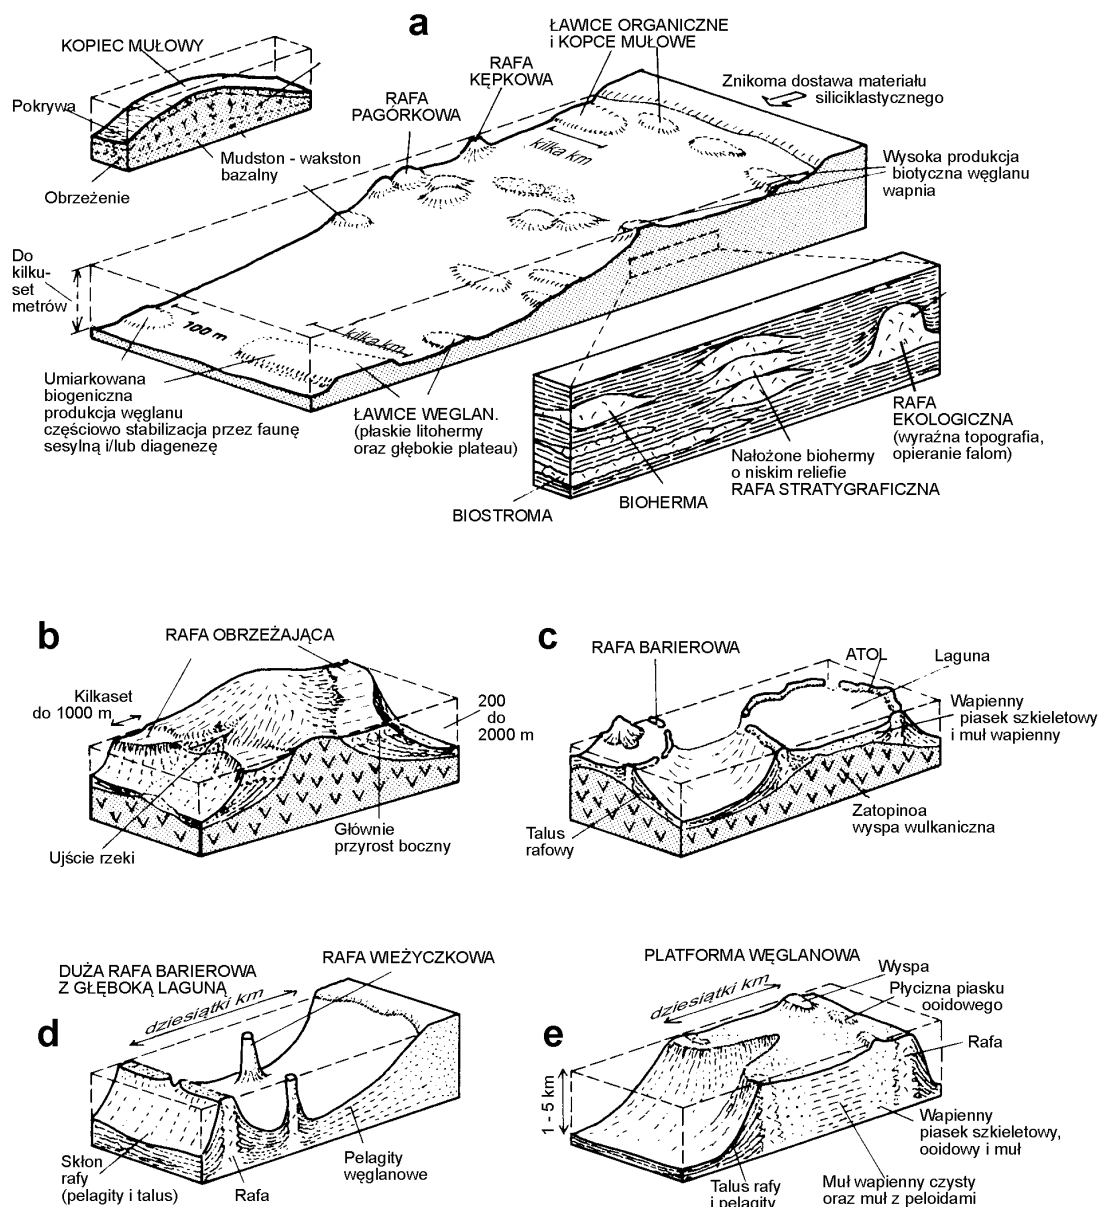 a
KOPIEC MUŁOWY
Pokrywa
Mudston - wakston
bazalny
Obrzeżenie
RAFA
PAGÓRKOWA
RAFA
KĘPKOWA
ŁAWICE ORGANICZNE
i KOPCE MUŁOWE
Znikoma dostawa materiału
siliciklastycznego
kilka km
Wysoka produkcja
biotyczna węglanu
wapnia
Do
kilku-
set
metrów
100 m
kilka km
Umiarkowana
biogeniczna
produkcja węglanu
częściowo stabilizacja przez faunę
sesylną i/lub diagenezę
ŁAWICE WEGLAN.
(płaskie litohermy
oraz głębokie plateau)
RAFA
EKOLOGICZNA
(wyraźna topografia,
opieranie falom)
Nałożone biohermy
o niskim reliefie
RAFA STRATYGRAFICZNA
BIOHERMA
BIOSTROMA
b
RAFA OBRZEŻAJĄCA
Kilkaset
do 1000 m
200
do
2000 m
Głównie
przyrost boczny
Ujście rzeki
c
RAFA BARIEROWA
ATOL
Laguna
Wapienny
piasek szkieletowy
i muł wapienny
Zatopinoa
wyspa wulkaniczna
Talus
rafowy
d
DUŻA RAFA BARIEROWA
Z GŁĘBOKĄ LAGUNĄ
RAFA WIEŻYCZKOWA
dziesiątki km
Skłon
rafy
(pelagity i talus)
Rafa
Pelagity
węglanowe
e
PLATFORMA WĘGLANOWA
Wyspa
dziesiątki km
Płycizna piasku
ooidowego
Rafa
1 - 5 km
Wapienny
piasek szkieletowy,
ooidowy i muł
Talus rafy
i pelagity
Muł wapienny czysty
oraz muł z peloidami